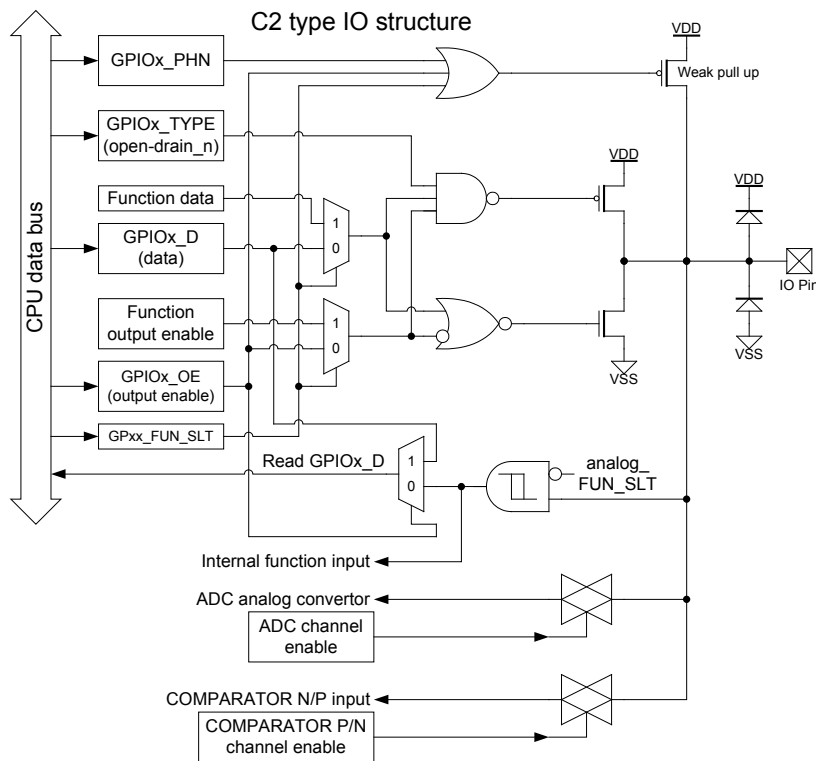 C2 type IO structure
VDD
GPIOx_PHN
Weak pull up
GPIOx_TYPE
(open-drain_n)
VDD
VDD
Function data
1
0
GPIOx_D
(data)
IO Pin
CPU data bus
Function
output enable
1
0
VSS
VSS
GPIOx_OE
(output enable)
GPxx_FUN_SLT
Read GPIOx_D
1
0
analog_
FUN_SLT
Internal function input
ADC analog convertor
ADC channel
enable
COMPARATOR N/P input
COMPARATOR P/N
channel enable